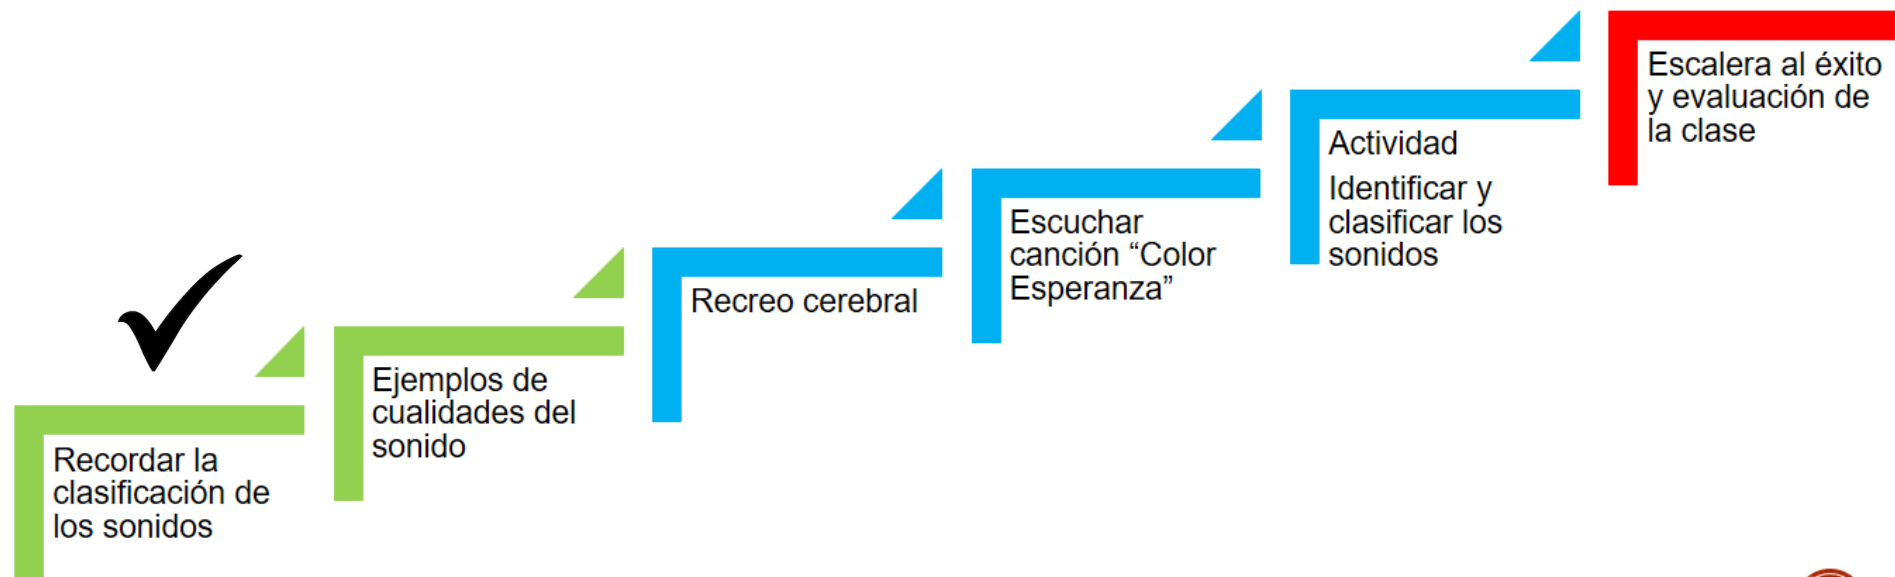 Recordar la
clasificación de
los sonidos
Ejemplos de
cualidades del
sonido
Recreo cerebral
Escuchar
canción “Color
Esperanza”
Actividad
Identificar y
clasificar los
sonidos
Escalera al éxito
y evaluación de
la clase